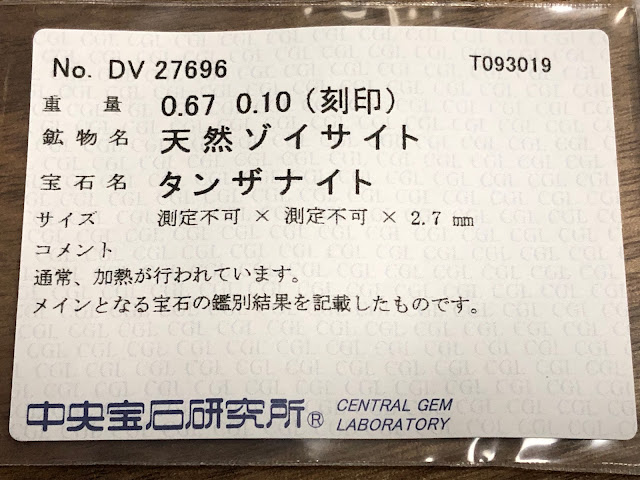 No. DV 27696 T093019
重量 0.67 0.10 (刻印)
鉱物名 天然ゾイサイト
宝石名 タンザナイト
サイズ 測定不可 × 測定不可 × 2.7 mm
コメント
通常、加熱が行われています。
メインとなる宝石の鑑別結果を記載したものです。
中央宝石研究所® CENTRAL GEM
LABORATORY